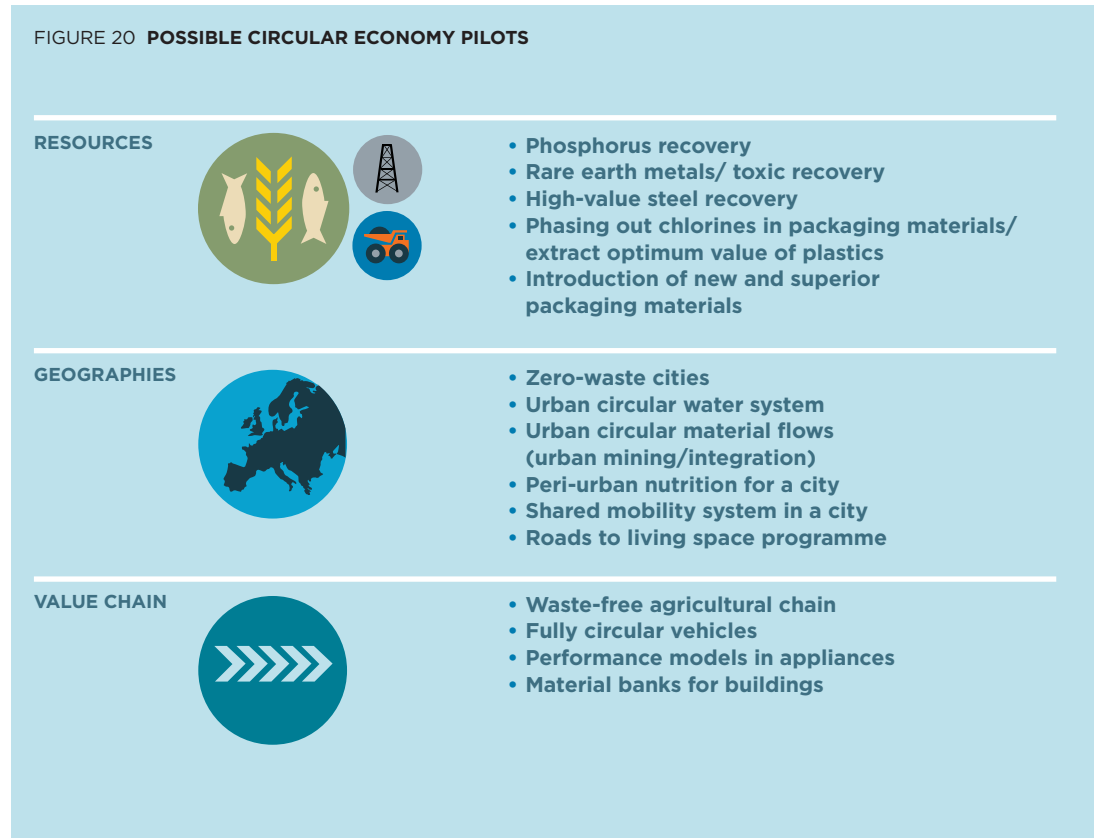 FIGURE 20 POSSIBLE CIRCULAR ECONOMY PILOTS
RESOURCES
• Phosphorus recovery
• Rare earth metals/ toxic recovery
• High-value steel recovery
• Phasing out chlorines in packaging materials/
extract optimum value of plastics
• Introduction of new and superior
packaging materials
GEOGRAPHIES
• Zero-waste cities
• Urban circular water system
• Urban circular material flows
(urban mining/integration)
• Peri-urban nutrition for a city
• Shared mobility system in a city
• Roads to living space programme
VALUE CHAIN
• Waste-free agricultural chain
• Fully circular vehicles
• Performance models in appliances
• Material banks for buildings